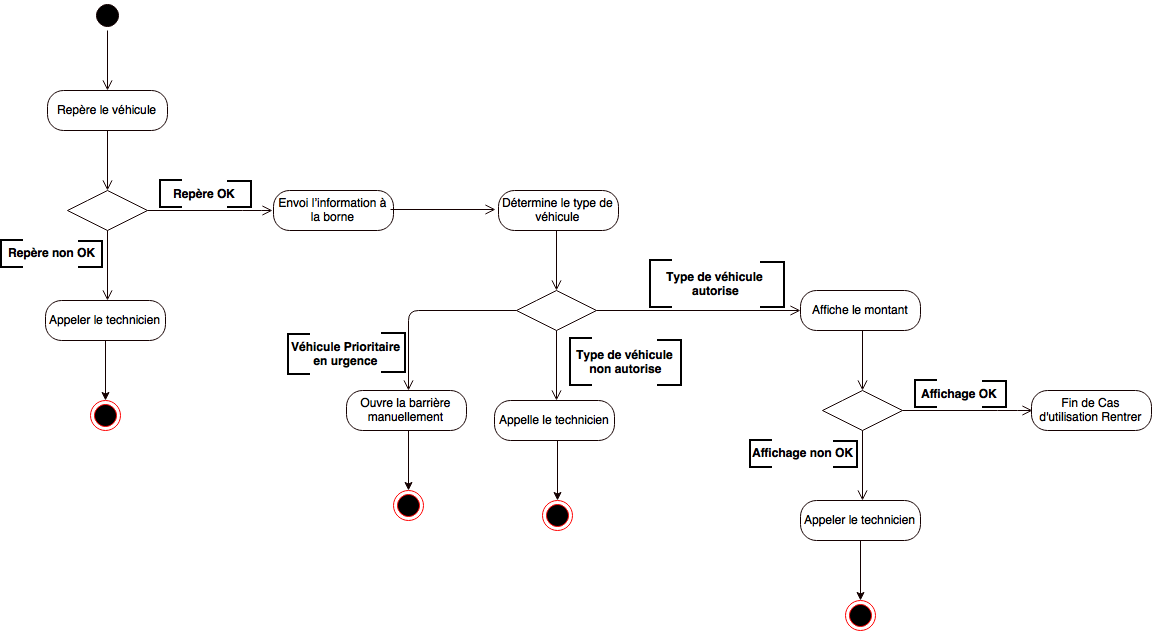 Repère le véhicule
Repère OK
Envoi l'information à
la borne
Détermine le type de
véhicule
Repère non OK
Appeler le technicien
Type de véhicule
autorise
Affiche le montant
Véhicule Prioritaire
en urgence
Type de véhicule
non autorise
Ouvre la barrière
manuellement
Appelle le technicien
Affichage OK
Fin de Cas
d'utilisation Rentrer
Affichage non OK
Appeler le technicien